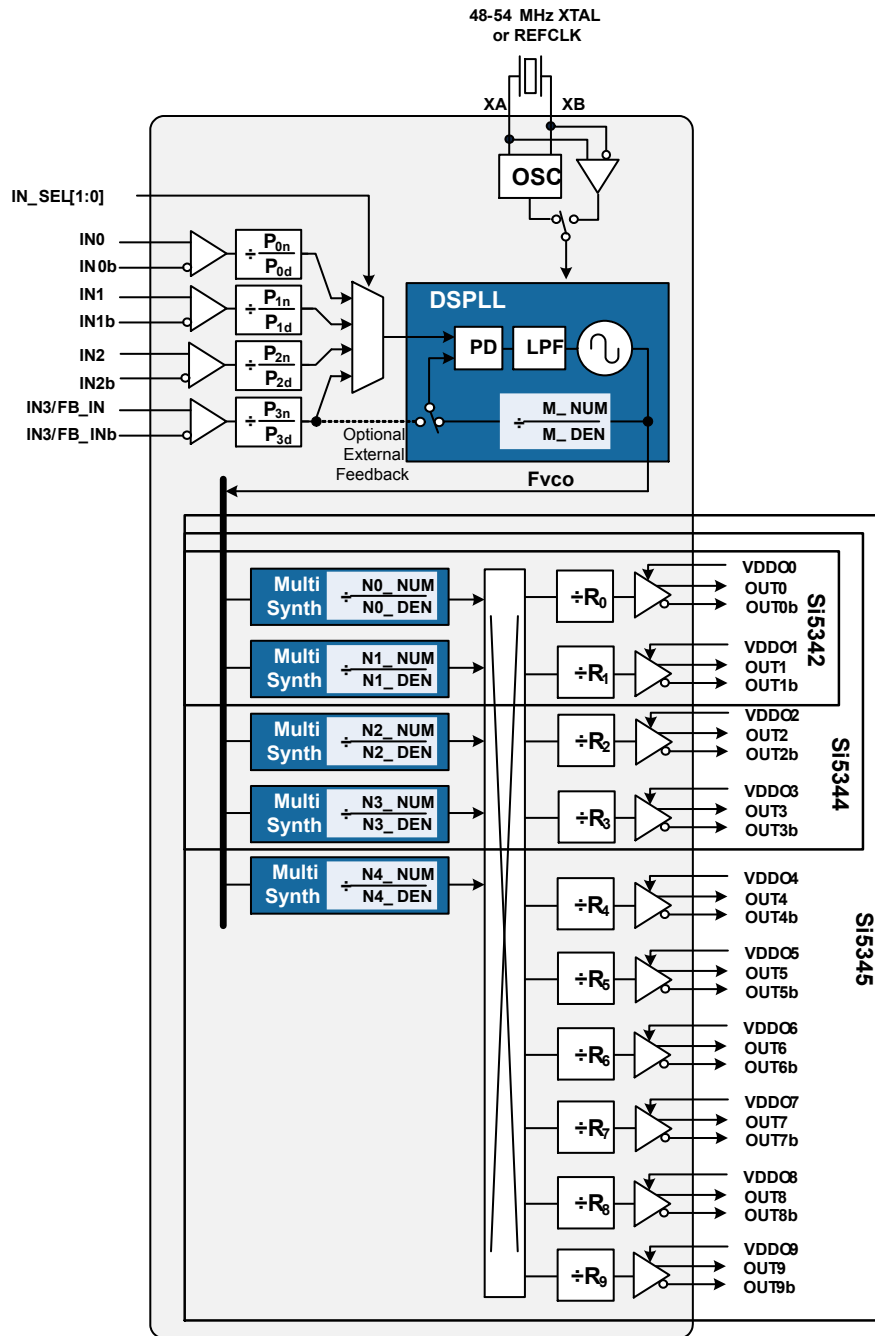 48-54 MHz XTAL
or REFCLK
XA
XB
OSC
IN_SEL[1:0]
IN0
IN0b
÷ P0n
P0d
IN1
IN1b
÷ P1n
P1d
IN2
IN2b
÷ P2n
P2d
IN3/FB_IN
IN3/FB_INb
÷ P3n
P3d
DSPLL
PD
LPF
÷ M_NUM
M_DEN
Optional
External
Feedback
Fvco
Multi
Synth
÷ N0_NUM
N0_DEN
÷R0
VDDO0
OUT0
OUT0b
Multi
Synth
÷ N1_NUM
N1_DEN
÷R1
VDDO1
OUT1
OUT1b
Si5342
Multi
Synth
÷ N2_NUM
N2_DEN
÷R2
VDDO2
OUT2
OUT2b
Multi
Synth
÷ N3_NUM
N3_DEN
÷R3
VDDO3
OUT3
OUT3b
Si5344
Multi
Synth
÷ N4_NUM
N4_DEN
÷R4
VDDO4
OUT4
OUT4b
÷R5
VDDO5
OUT5
OUT5b
Si5345
÷R6
VDDO6
OUT6
OUT6b
÷R7
VDDO7
OUT7
OUT7b
÷R8
VDDO8
OUT8
OUT8b
÷R9
VDDO9
OUT9
OUT9b